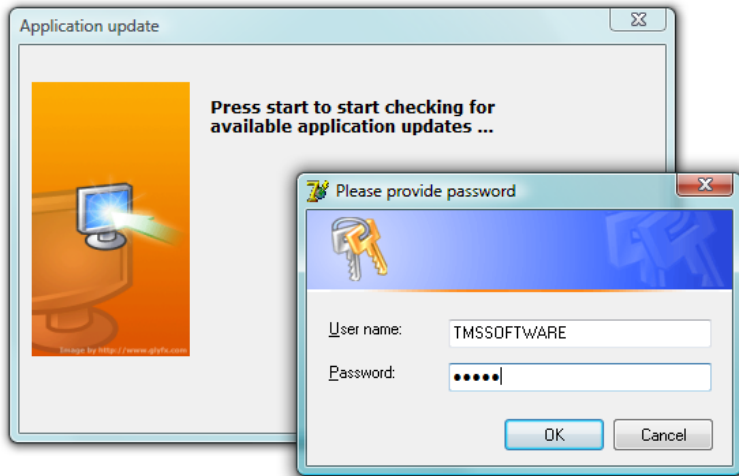 Application update
Press start to start checking for
available application updates ...
Image by http://www.glyfx.com
Please provide password
User name:
TMSSOFTWARE
Password:
•••••
OK
Cancel